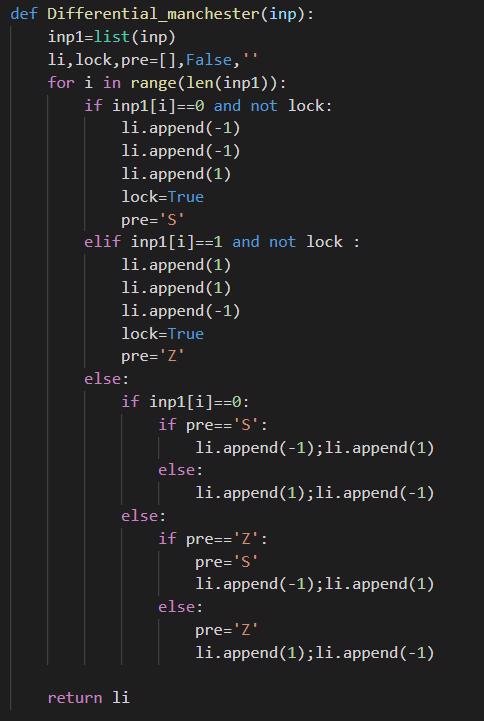 def Differential_manchester(inp):
    inp1=list(inp)
    li,lock,pre=[],False,''
    for i in range(len(inp1)):
        if inp1[i]==0 and not lock:
            li.append(-1)
            li.append(-1)
            li.append(1)
            lock=True
            pre='S'
        elif inp1[i]==1 and not lock :
            li.append(1)
            li.append(1)
            li.append(-1)
            lock=True
            pre='Z'
        else:
            if inp1[i]==0:
                if pre=='S':
                    li.append(-1);li.append(1)
                else:
                    li.append(1);li.append(-1)
            else:
                if pre=='Z':
                    pre='S'
                    li.append(-1);li.append(1)
                else:
                    pre='Z'
                    li.append(1);li.append(-1)
    return li